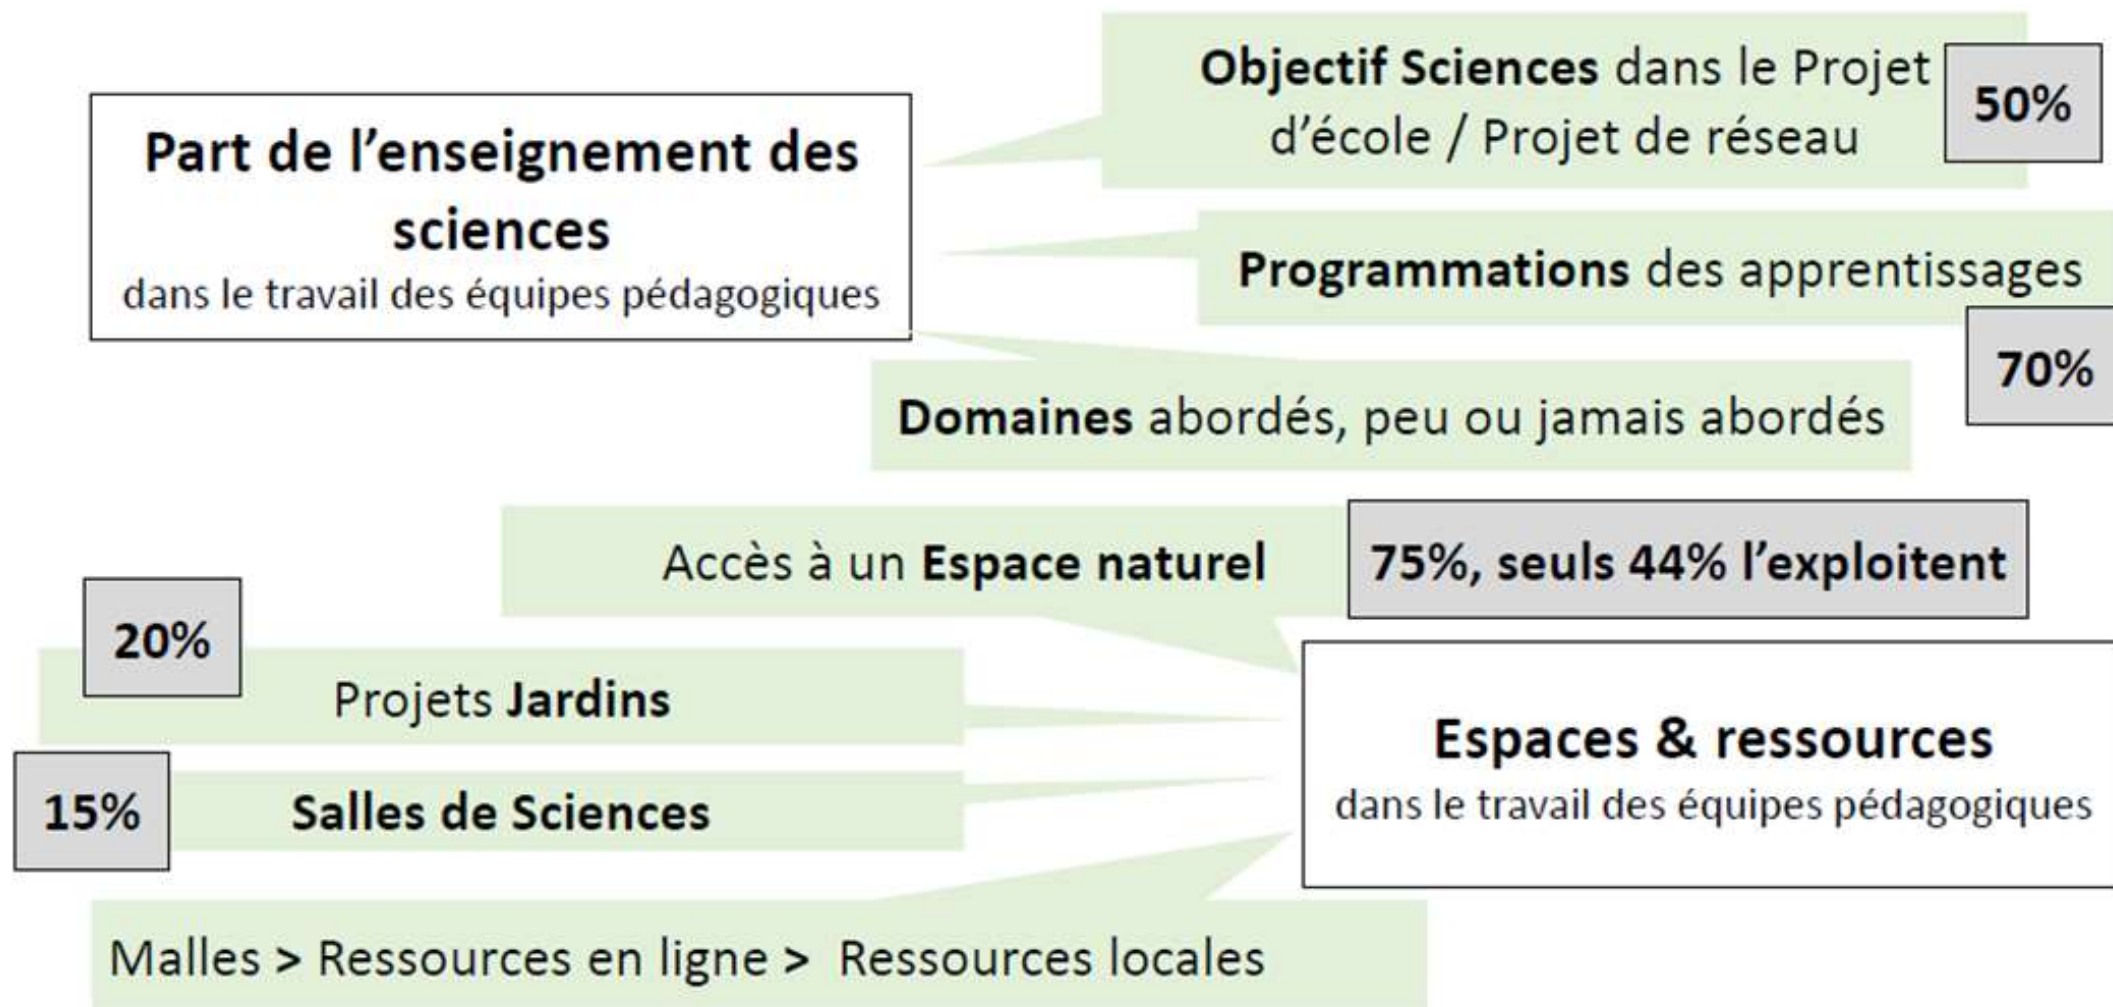 Part de l’enseignement des
sciences
dans le travail des équipes pédagogiques
Objectif Sciences dans le Projet
d’école / Projet de réseau
50%
Programmations des apprentissages
70%
Domaines abordés, peu ou jamais abordés
Accès à un Espace naturel
75%, seuls 44% l’exploitent
20%
Projets Jardins
15%
Salles de Sciences
Malles > Ressources en ligne > Ressources locales
Espaces & ressources
dans le travail des équipes pédagogiques